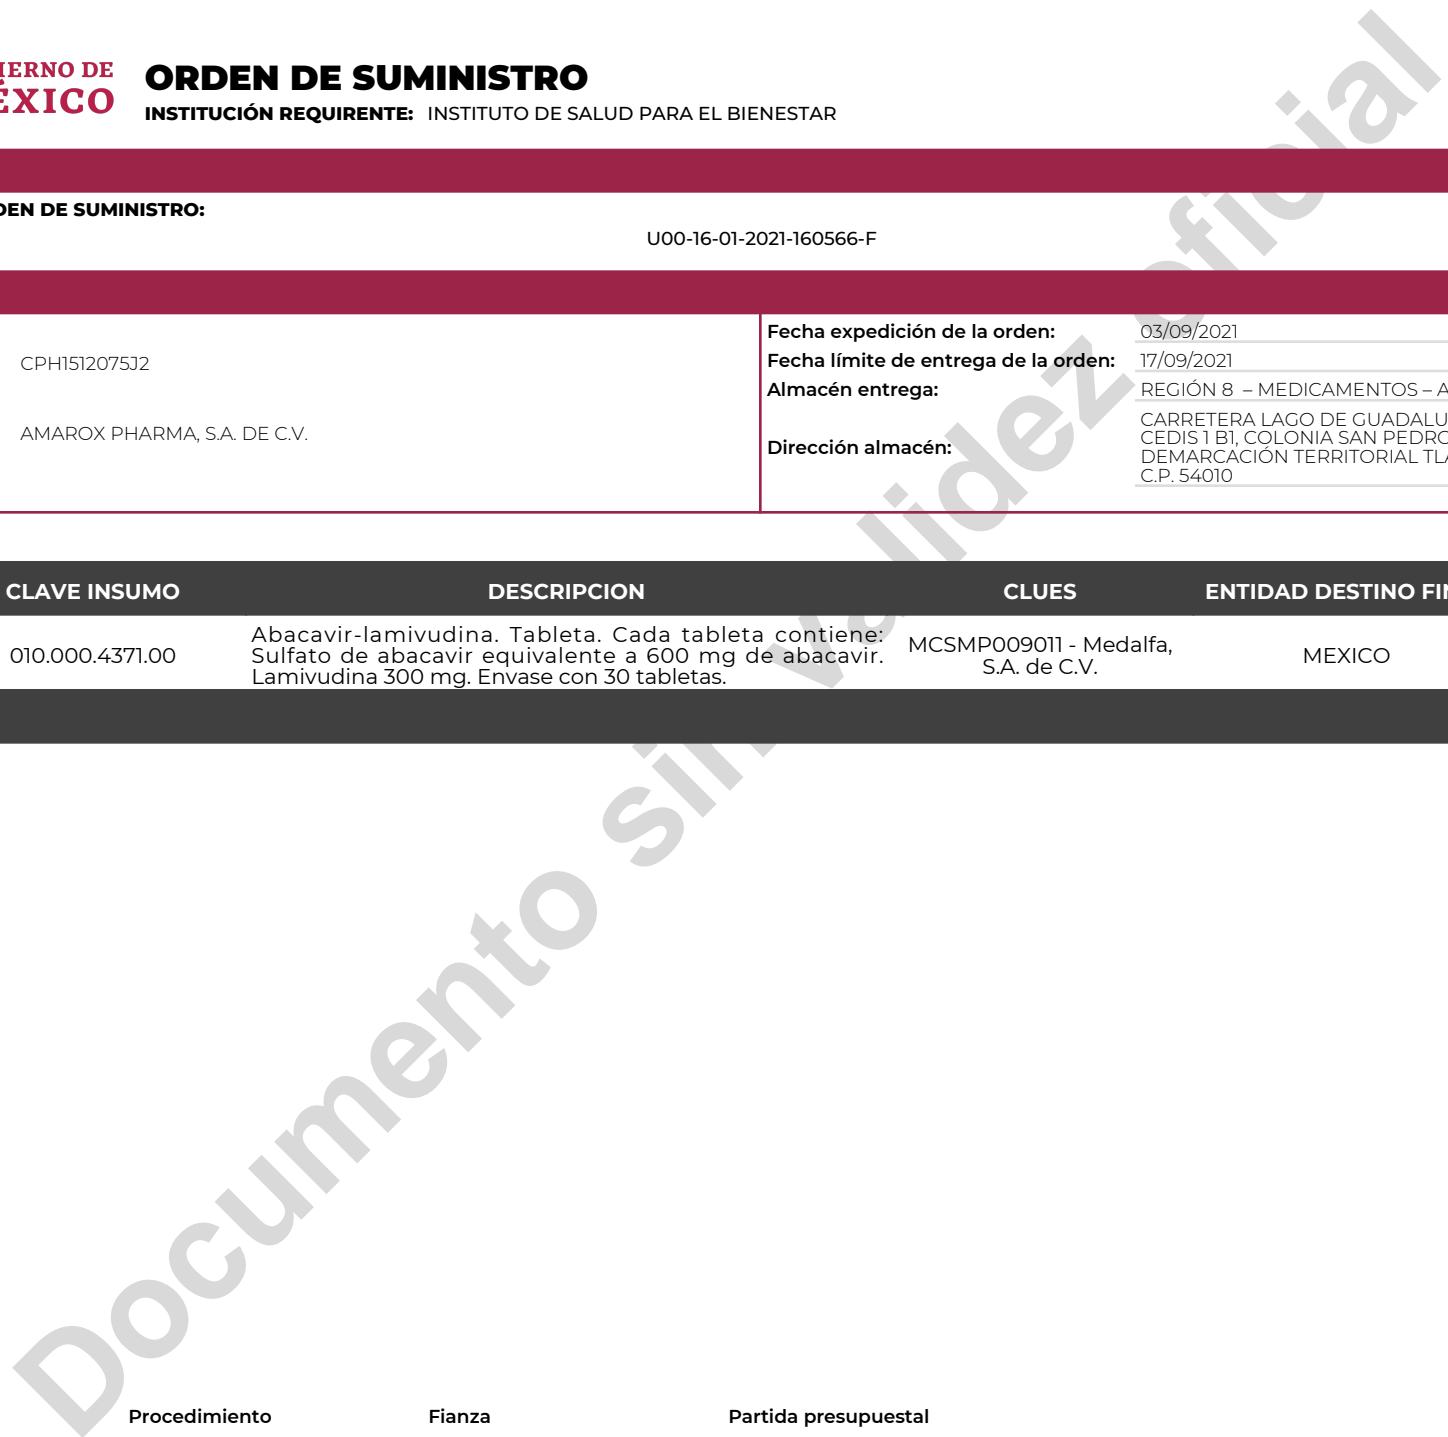 IERNO DE
ÉXICO
ORDEN DE SUMINISTRO
INSTITUCIÓN REQUIRENTE: INSTITUTO DE SALUD PARA EL BIENESTAR
DEN DE SUMINISTRO:
U00-16-01-2021-160566-F
CPH1512075J2
AMAROX PHARMA, S.A. DE C.V.
Fecha expedición de la orden: 03/09/2021
Fecha límite de entrega de la orden: 17/09/2021
Almacén entrega: REGIÓN 8 – MEDICAMENTOS – A
Dirección almacén:
CARRETERA LAGO DE GUADALU
CEDIS 1 B1, COLONIA SAN PEDRO
DEMARCACIÓN TERRITORIAL TLA
C.P. 54010
CLAVE INSUMO DESCRIPCION CLUES ENTIDAD DESTINO FIN
010.000.4371.00
Abacavir-lamivudina. Tableta. Cada tableta contiene:
Sulfato de abacavir equivalente a 600 mg de abacavir.
Lamivudina 300 mg. Envase con 30 tabletas.
MCSMP009011 - Medalfa,
S.A. de C.V.
MEXICO
Procedimiento Fianza Partida presupuestal
Documento sin validez oficial